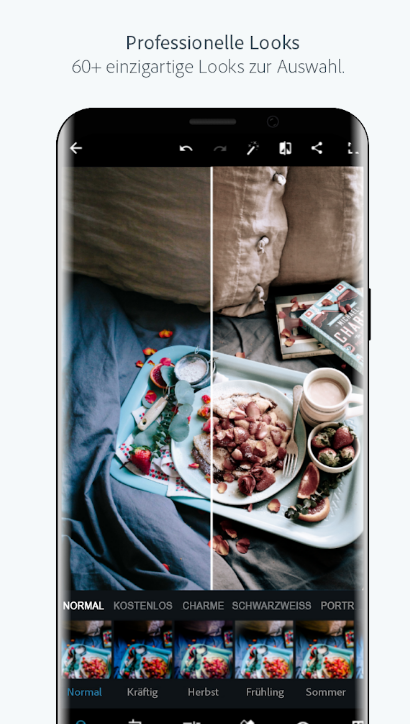 Professionelle Looks
60+ einzigartige Looks zur Auswahl.
NORMAL KOSTENLOS CHARME SCHWARZWEISS PORTR
Normal Kräftig Herbst Frühling Sommer